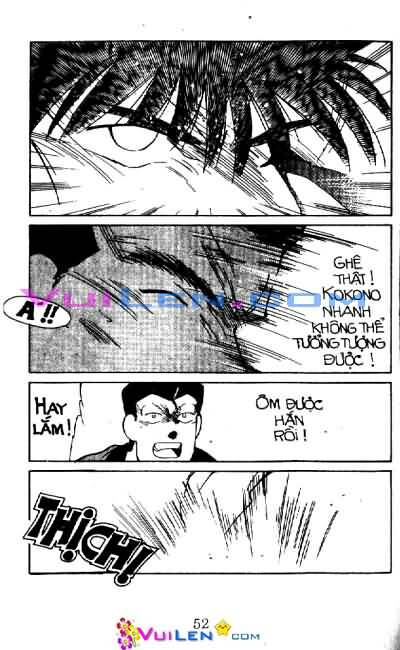 GHÊ
THẬT!
KOKONO
NHANH
KHÔNG THỂ
TƯỞNG TƯỢNG
ĐƯỢC!
VUILEN.COM
Á!!
HAY
LẮM!
ÔM ĐƯỢC
HẮN
RỒI!
THỊCH!
52
VUILEN COM